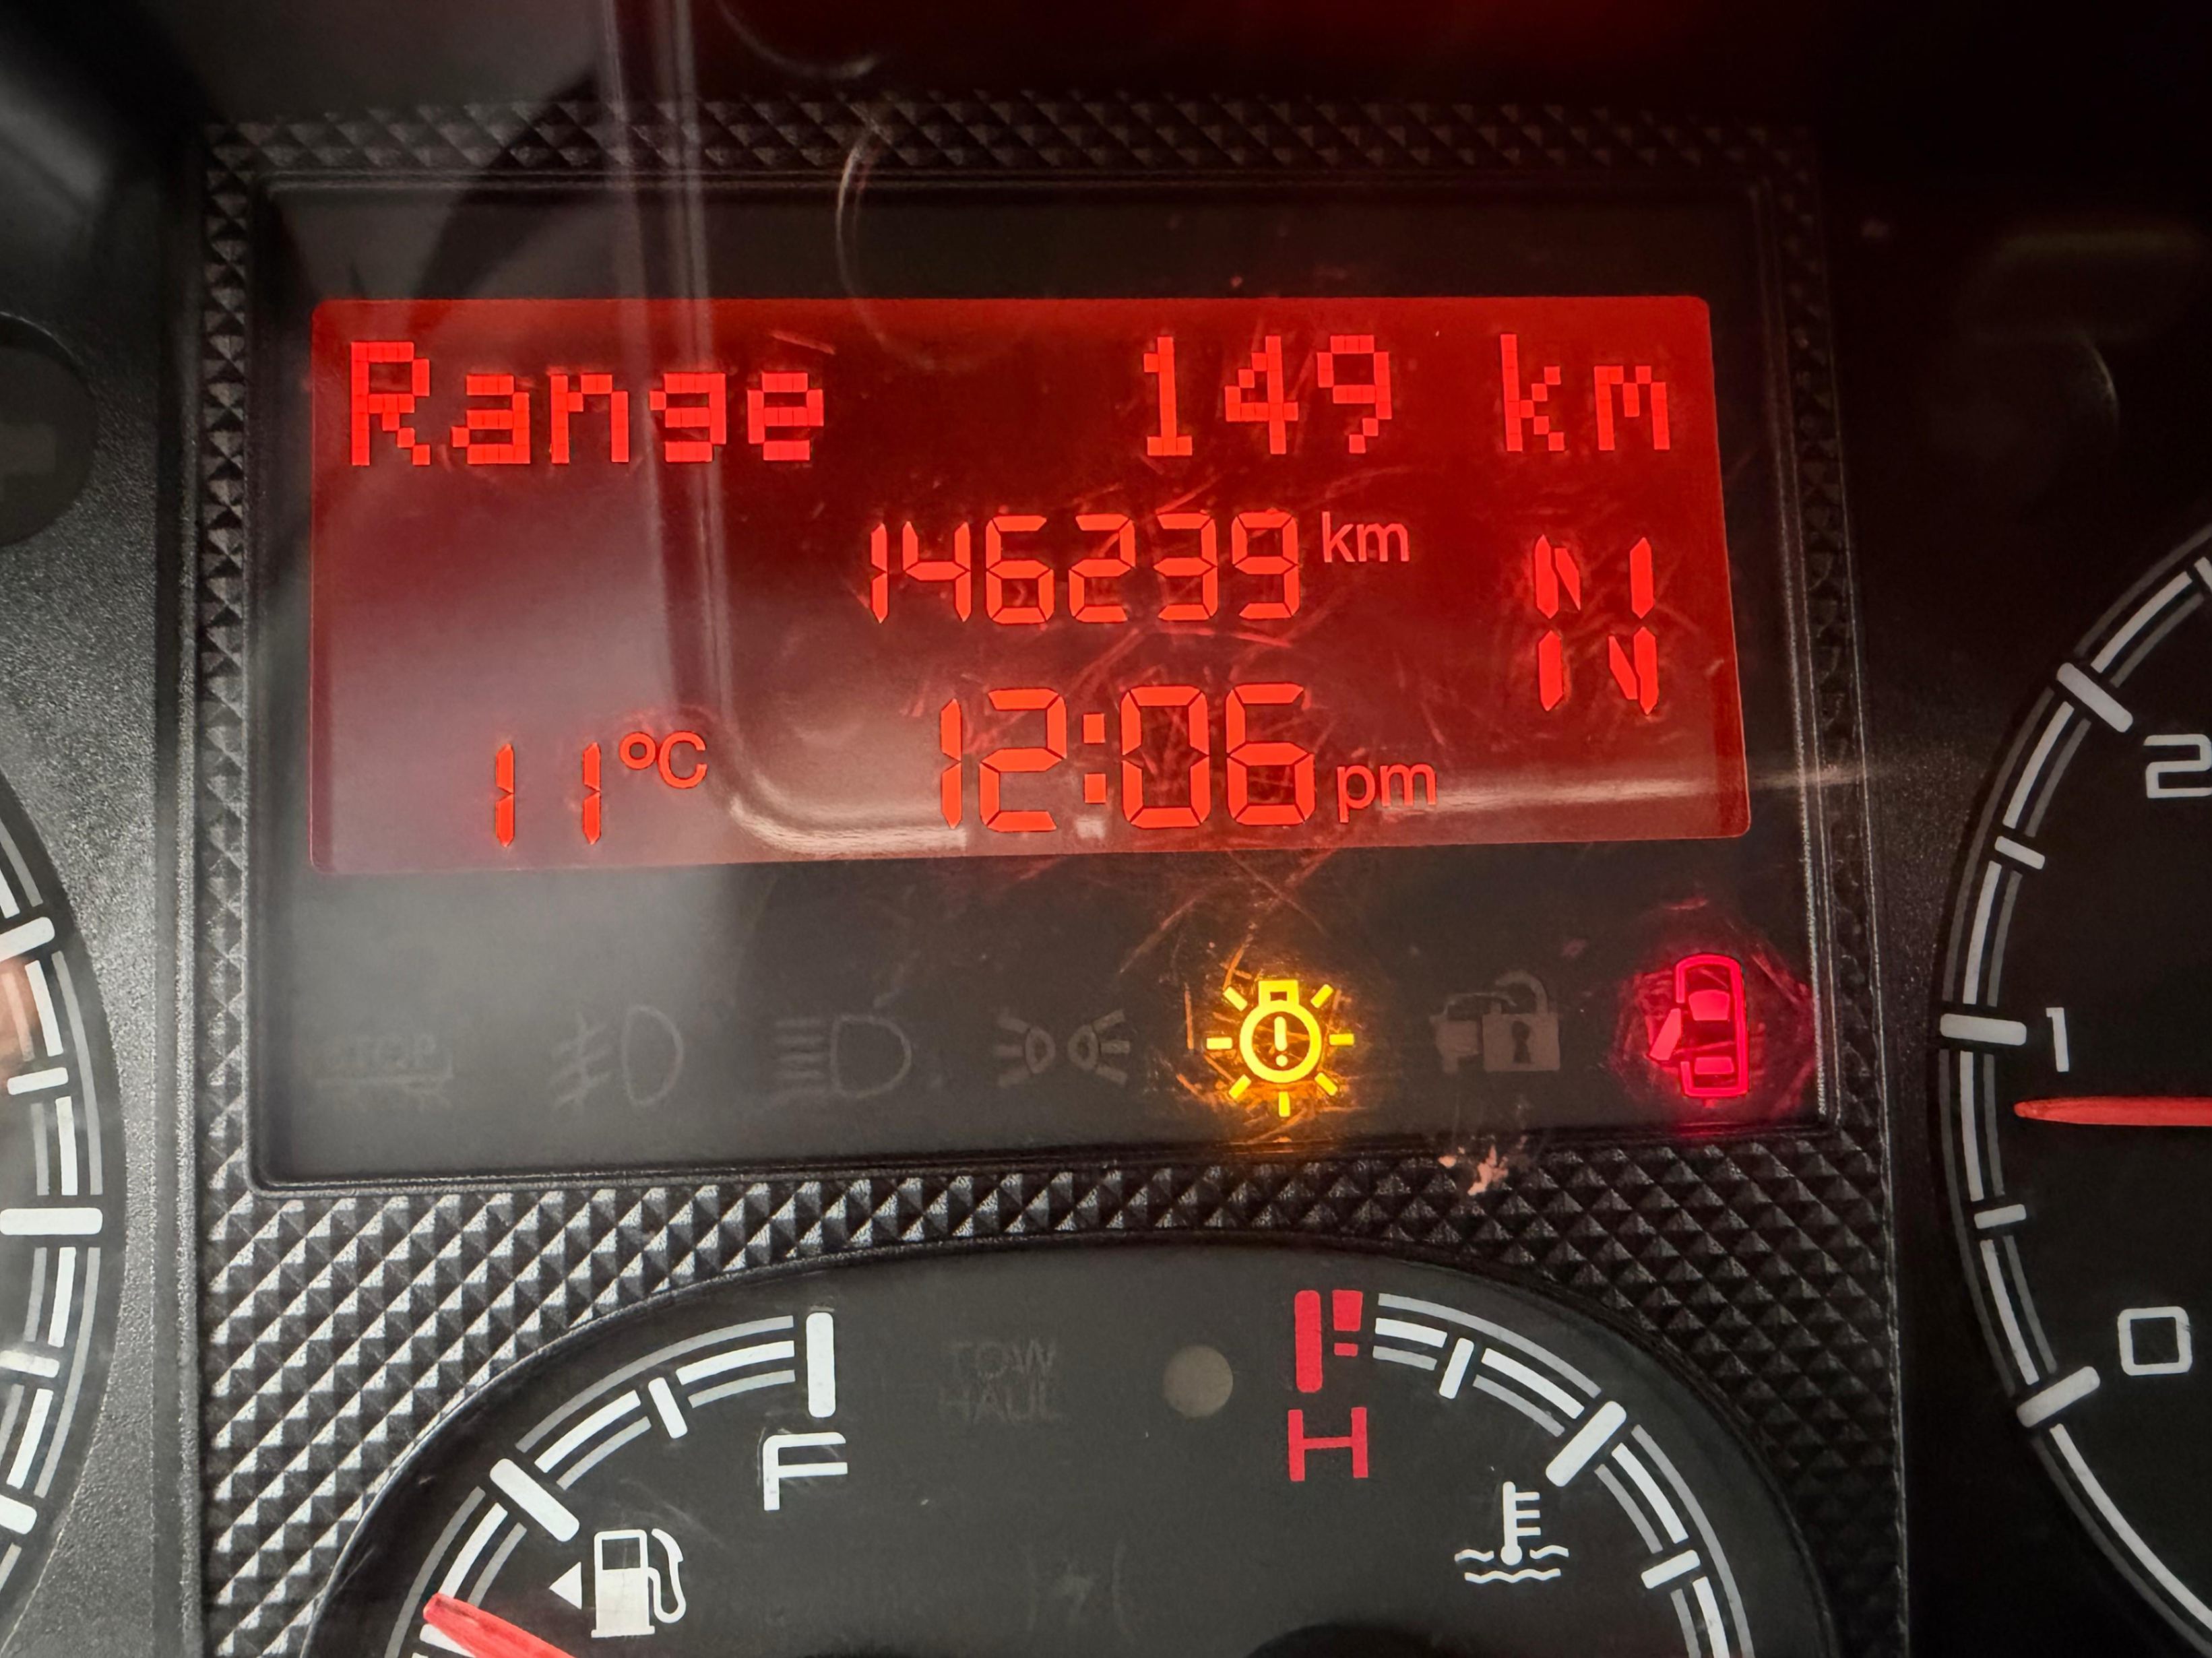 Range 149 km
146239 km
N
11°C 12:06 pm
STOP
2
1
0
TOW
HAUL
F
H